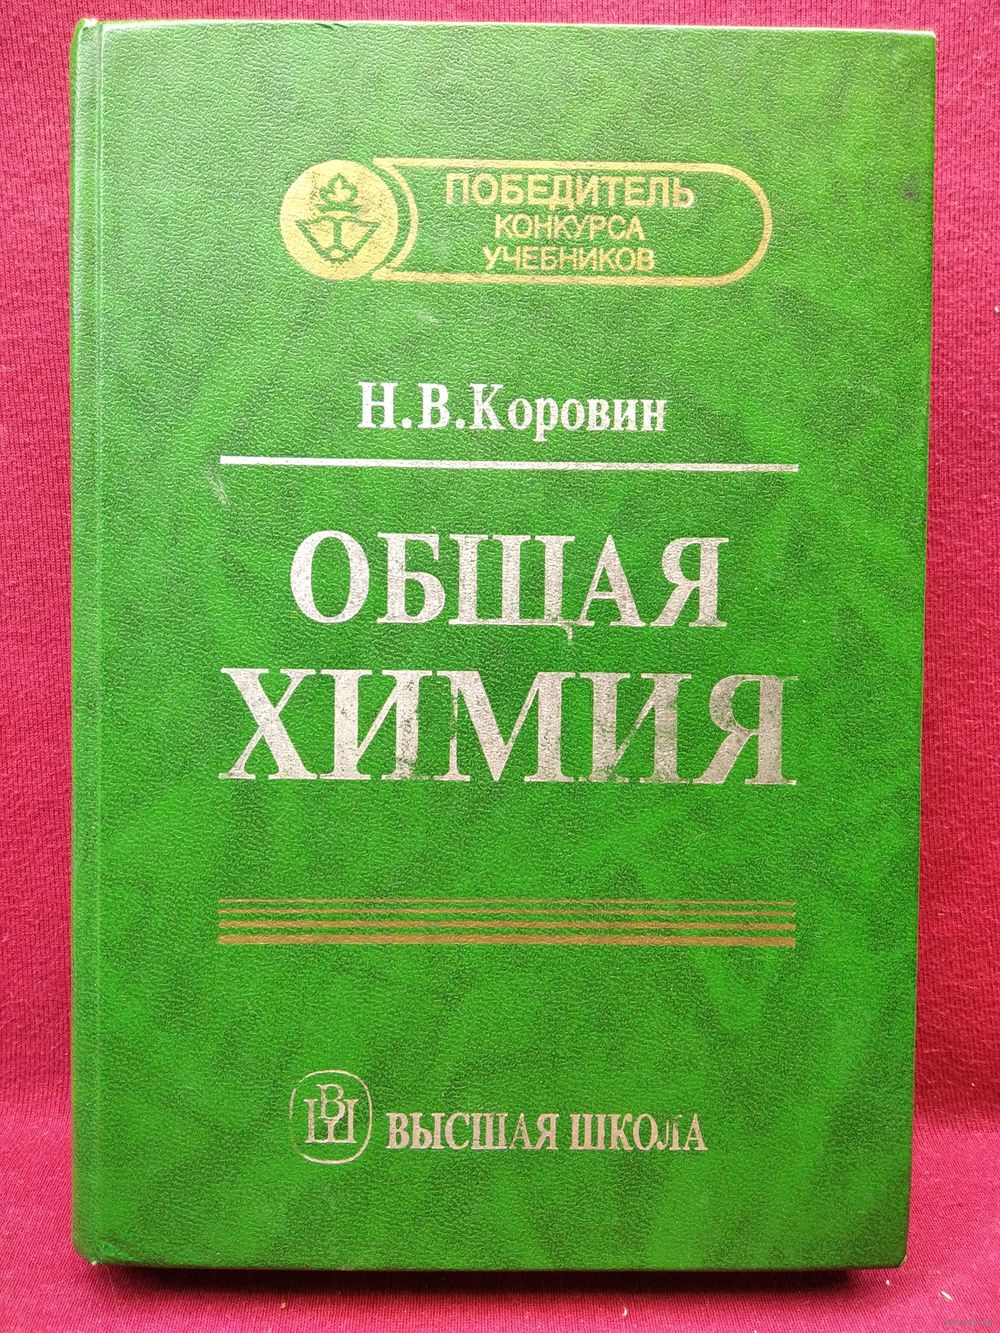 ПОБЕДИТЕЛЬ
КОНКУРСА
УЧЕБНИКОВ
Н.В.Коровин
ОБЩАЯ
ХИМИЯ
ВШ ВЫСШАЯ ШКОЛА